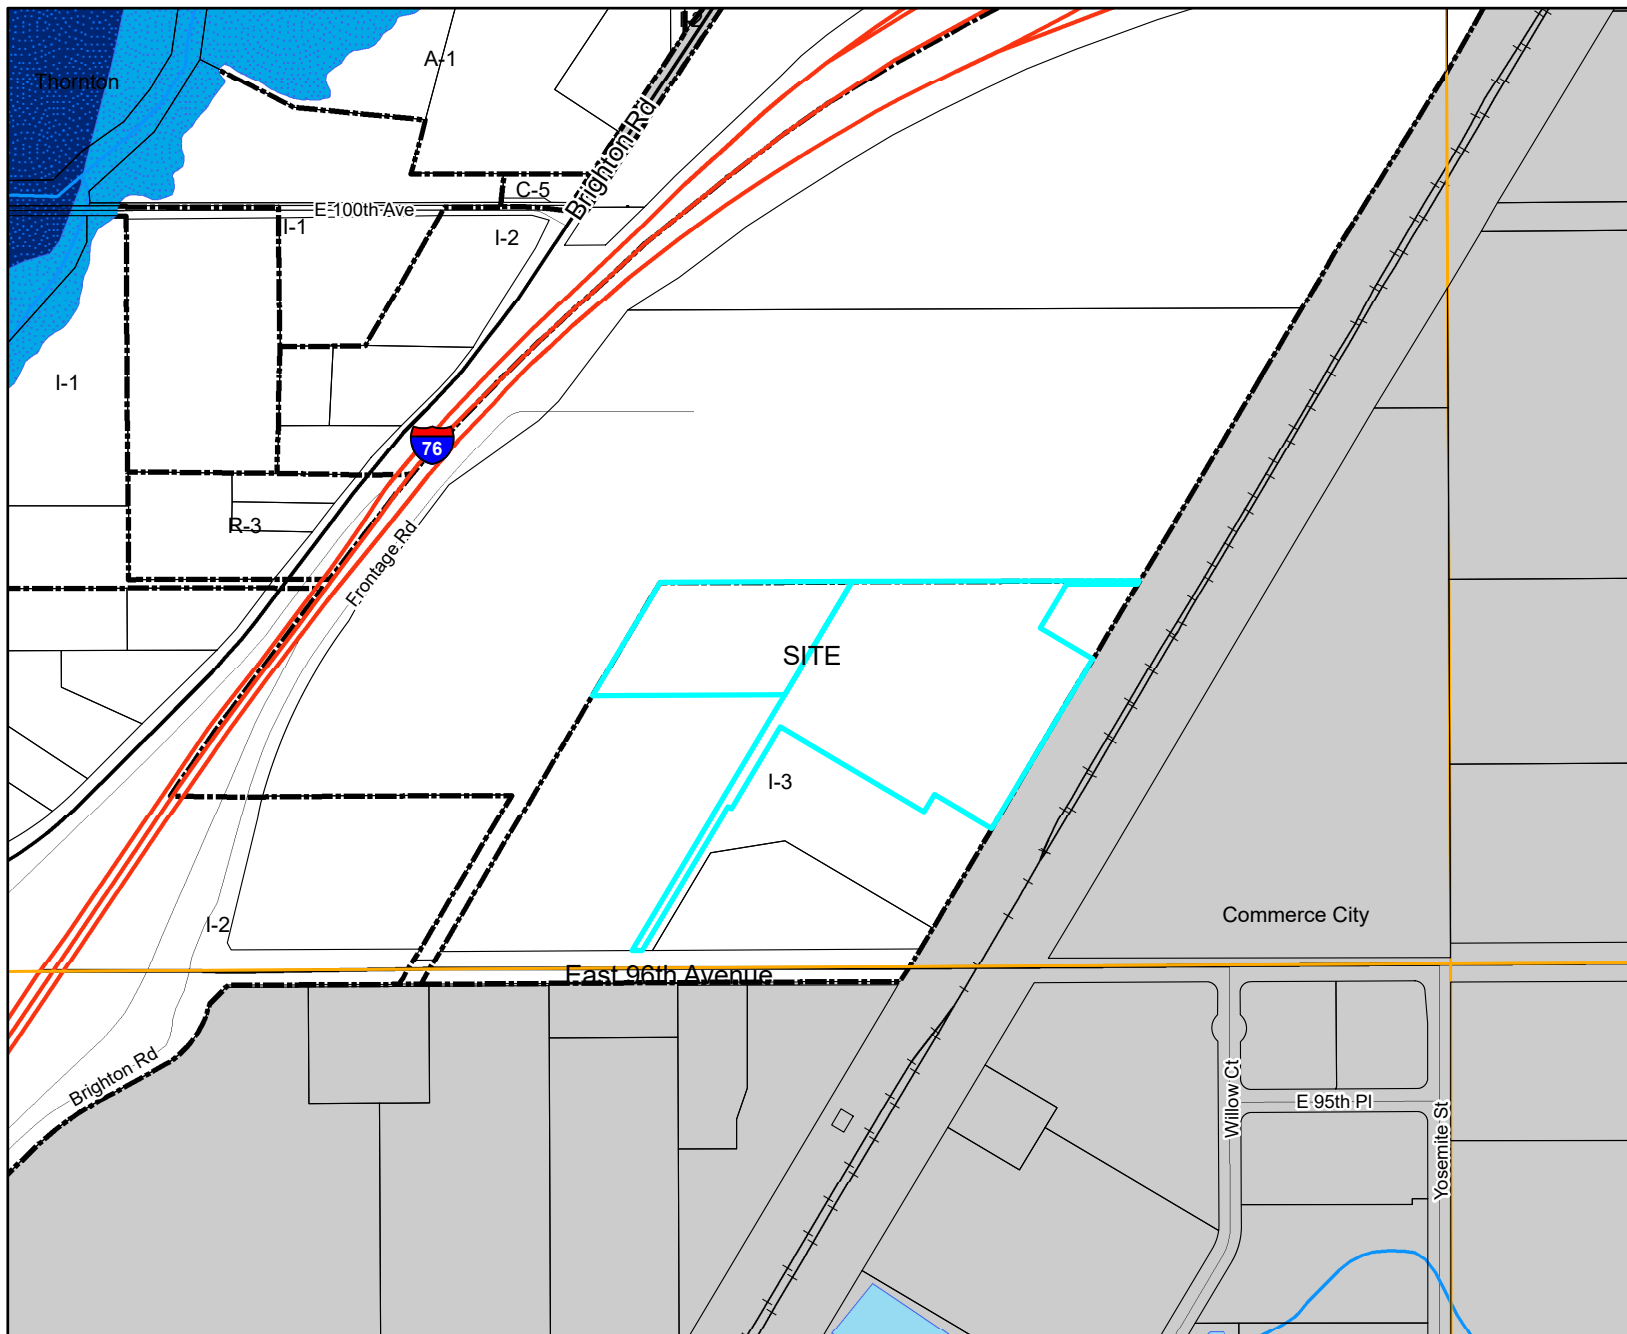 I-2
A-1
Thornton
Brighton Rd
C-5
E 100th Ave
I-1
I-2
I-1
76
R-3
Frontage Rd
SITE
I-3
I-2
Commerce City
East 96th Avenue
Brighton Rd
Willow Ct
E 95th Pl
Yosemite St